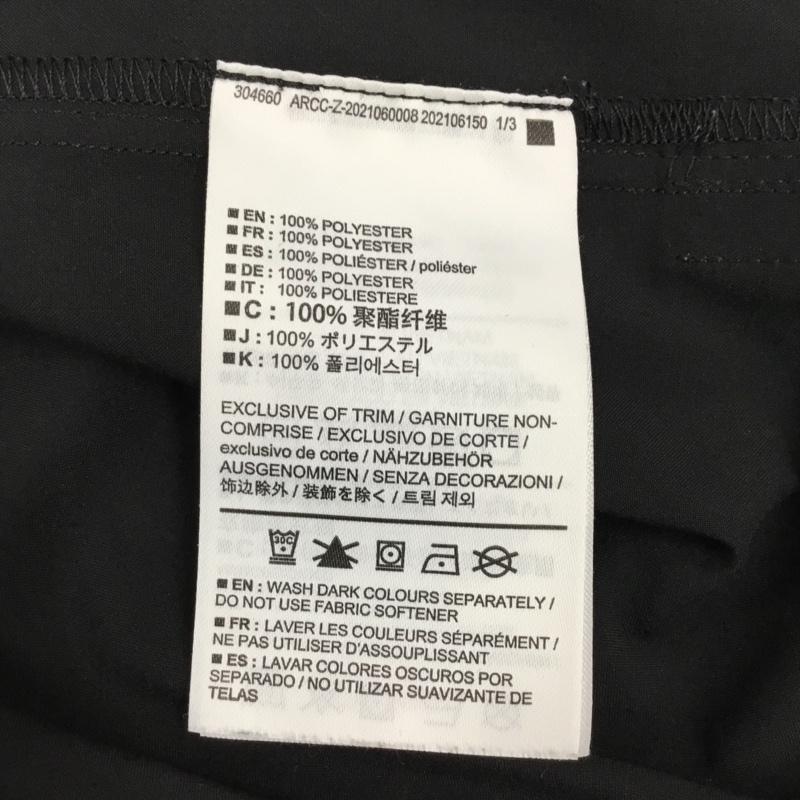 304660 ARCC-Z-2021060008 202106150 1/3
EN : 100% POLYESTER
FR : 100% POLYESTER
ES : 100% POLIÉSTER / poliéster
DE : 100% POLYESTER
IT : 100% POLIESTERE
C : 100% 聚酯纤维
J : 100% ポリエステル
K : 100% 폴리에스터
EXCLUSIVE OF TRIM / GARNITURE NON-
COMPRISE / EXCLUSIVO DE CORTE /
exclusivo de corte / NÄHZUBEHÖR
AUSGENOMMEN / SENZA DECORAZIONI /
饰边除外 / 装飾を除く / 트림 제외
30C
EN : WASH DARK COLOURS SEPARATELY /
DO NOT USE FABRIC SOFTENER
FR : LAVER LES COULEURS SÉPARÉMENT /
NE PAS UTILISER D'ASSOUPLISSANT
ES : LAVAR COLORES OSCUROS POR
SEPARADO / NO UTILIZAR SUAVIZANTE DE
TELAS